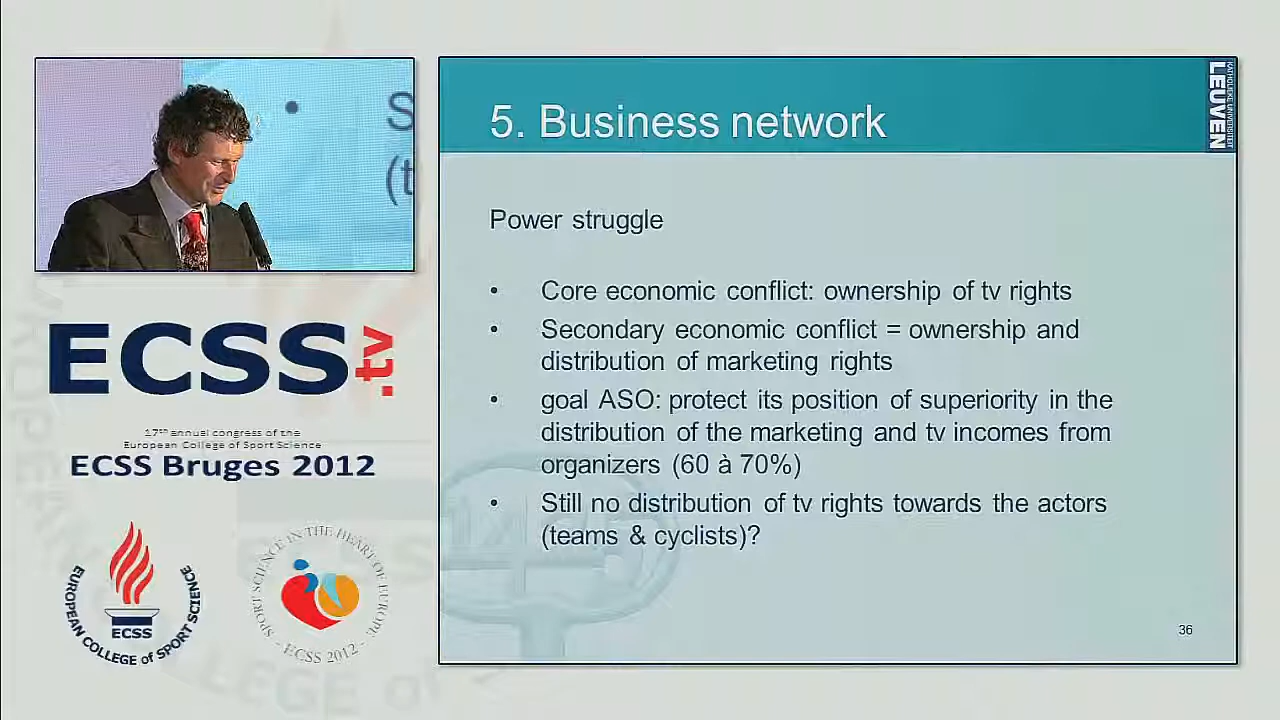 S
(t
ECSS.tv
17th annual congress of the
European College of Sport Science
ECSS Bruges 2012
EUROPEAN COLLEGE of SPORT SCIENCE
ECSS
SPORT SCIENCE IN THE HEART OF EUROPE
- ECSS 2012 -
5. Business network
KATHOLIEKE UNIVERSITEIT
LEUVEN
Power struggle
• Core economic conflict: ownership of tv rights
• Secondary economic conflict = ownership and
distribution of marketing rights
• goal ASO: protect its position of superiority in the
distribution of the marketing and tv incomes from
organizers (60 à 70%)
• Still no distribution of tv rights towards the actors
(teams & cyclists)?
36